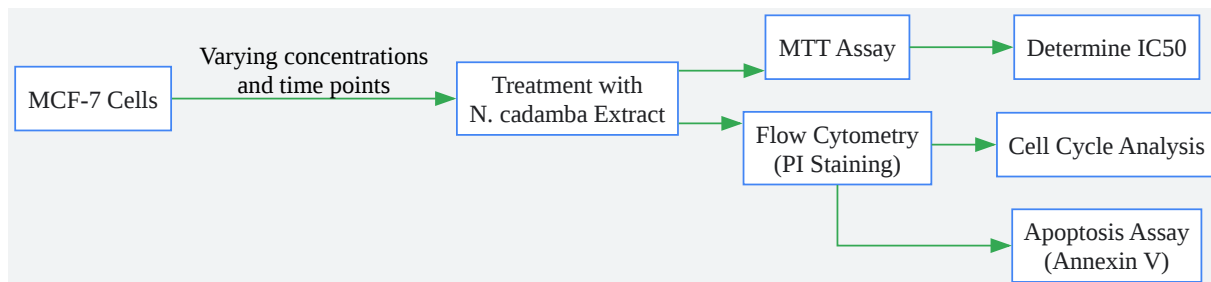 MCF-7 Cells
Varying concentrations
and time points
Treatment with
N. cadamba Extract
MTT Assay
Determine IC50
Flow Cytometry
(PI Staining)
Cell Cycle Analysis
Apoptosis Assay
(Annexin V)